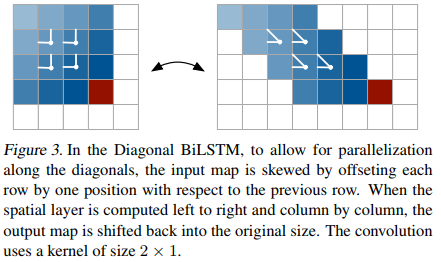 Figure 3. In the Diagonal BiLSTM, to allow for parallelization
along the diagonals, the input map is skewed by offseting each
row by one position with respect to the previous row. When the
spatial layer is computed left to right and column by column, the
output map is shifted back into the original size. The convolution
uses a kernel of size 2 × 1.